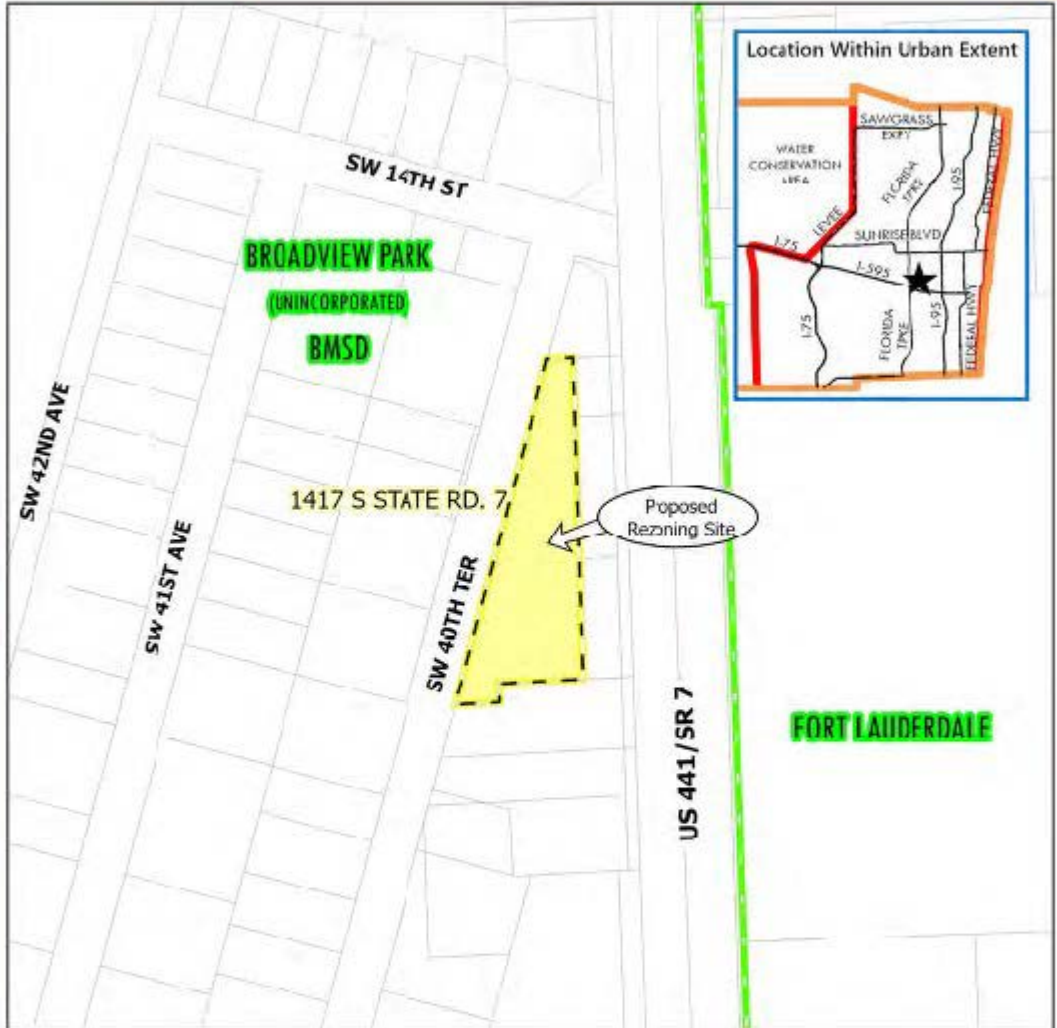 Location Within Urban Extent
SAWGRASS
EXPY
WATER
CONSERVATION
AREA
FLORIDA
TPKE
I-95
FEDERAL HWY
LEVEE
I-75
SUNRISE BLVD
I-595
I-75
FLORIDA
TPKE
I-95
FEDERAL HWY
SW 14TH ST
BROADVIEW PARK
(UNINCORPORATED)
BMSD
SW 42ND AVE
1417 S STATE RD. 7
Proposed
Rezoning Site
SW 41ST AVE
SW 40TH TER
US 441/SR 7
FORT LAUDERDALE